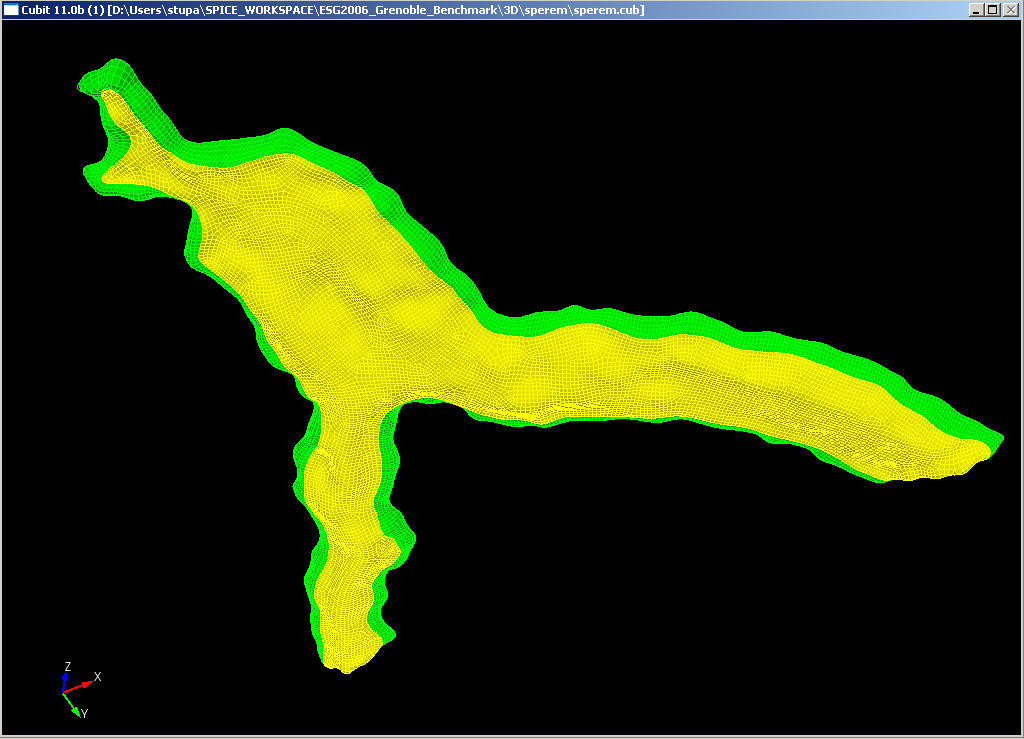 Cubit 11.0b (1) [D:\Users\stupa\SPICE_WORKSPACE\ESG2006_Grenoble_Benchmark\3D\sperem\sperem.cub]
Z
X
Y